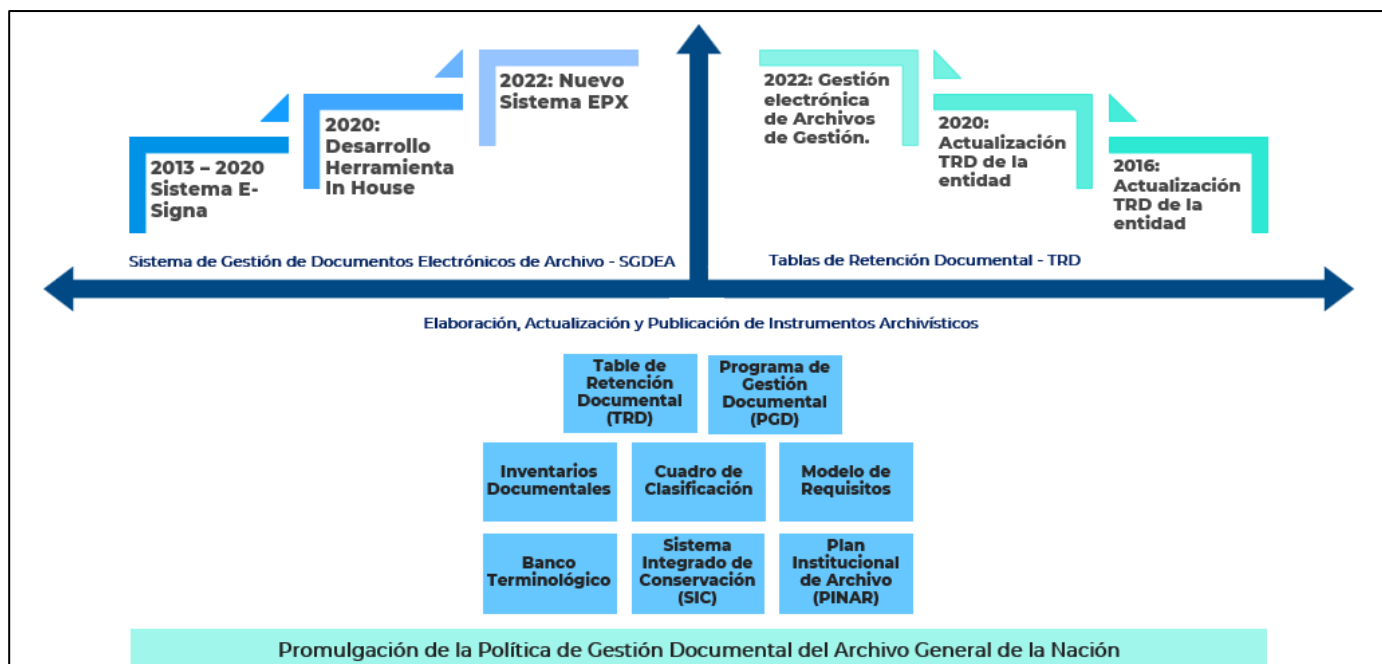 2013 – 2020
Sistema E-
Signa
2020:
Desarrollo
Herramienta
In House
2022: Nuevo
Sistema EPX
2022: Gestión
electrónica
de Archivos
de Gestión.
2020:
Actualización
TRD de la
entidad
2016:
Actualización
TRD de la
entidad
Sistema de Gestión de Documentos Electrónicos de Archivo - SGDEA
Tablas de Retención Documental - TRD
Elaboración, Actualización y Publicación de Instrumentos Archivísticos
Table de
Retención
Documental
(TRD)
Programa de
Gestión
Documental
(PGD)
Inventarios
Documentales
Cuadro de
Clasificación
Modelo de
Requisitos
Banco
Terminológico
Sistema
Integrado de
Conservación
(SIC)
Plan
Institucional
de Archivo
(PINAR)
Promulgación de la Política de Gestión Documental del Archivo General de la Nación